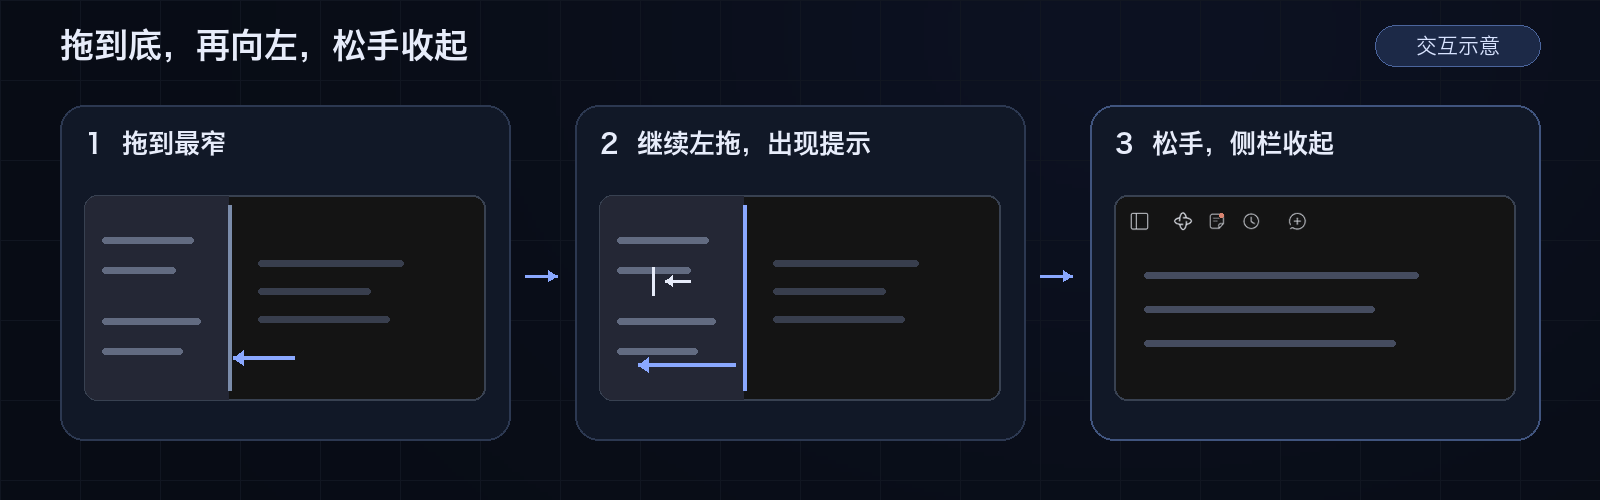 拖到底，再向左，松手收起
交互示意
1 拖到最窄
2 继续左拖，出现提示
3 松手，侧栏收起